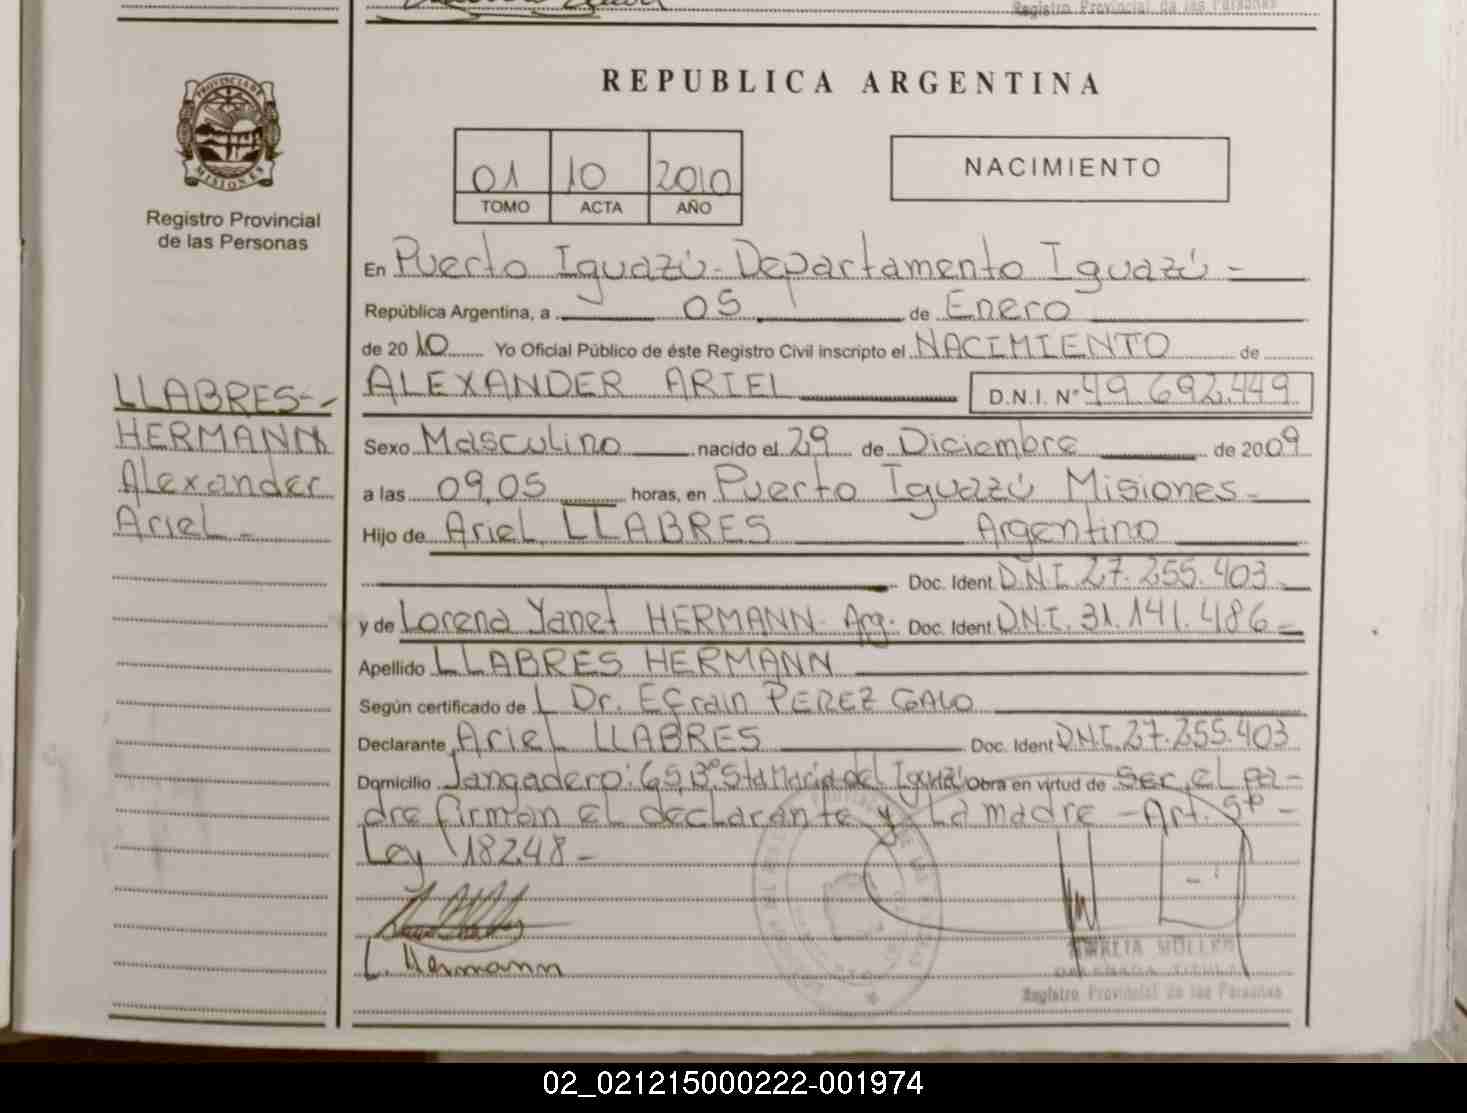 Registro Provincial de las Personas
REPUBLICA ARGENTINA
PROVINCIA DE
MISIONES
Registro Provincial
de las Personas
01 10 2010
TOMO ACTA AÑO
NACIMIENTO
En Puerto Iguazú - Departamento Iguazú -
República Argentina, a 05 de Enero
de 2010 Yo Oficial Público de éste Registro Civil inscripto el NACIMIENTO de
ALEXANDER ARIEL D.N.I. Nº 49.692.449
LLABRES -
HERMANN
Alexander
Ariel -
Sexo Masculino nacido el 29 de Diciembre de 2009
a las 09,05 horas, en Puerto Iguazú Misiones -
Hijo de Ariel LLABRES Argentino
Doc. Ident. D.N.I. 27.255.403
y de Lorena Yanet HERMANN - Arg. Doc. Ident. D.N.I. 31.141.486 -
Apellido LLABRES HERMANN
Según certificado de L Dr. Efrain PEREZ GALO
Declarante Ariel LLABRES Doc. Ident. D.N.I. 27.255.403
Domicilio Jangadero: 65, Bº Sta Maria del Iguazú Obra en virtud de ser el pa-
dre firman el declarante y La madre - Art. 5º -
Ley 18248 -
L. Hermann
Registro Provincial de las Personas
02_021215000222-001974